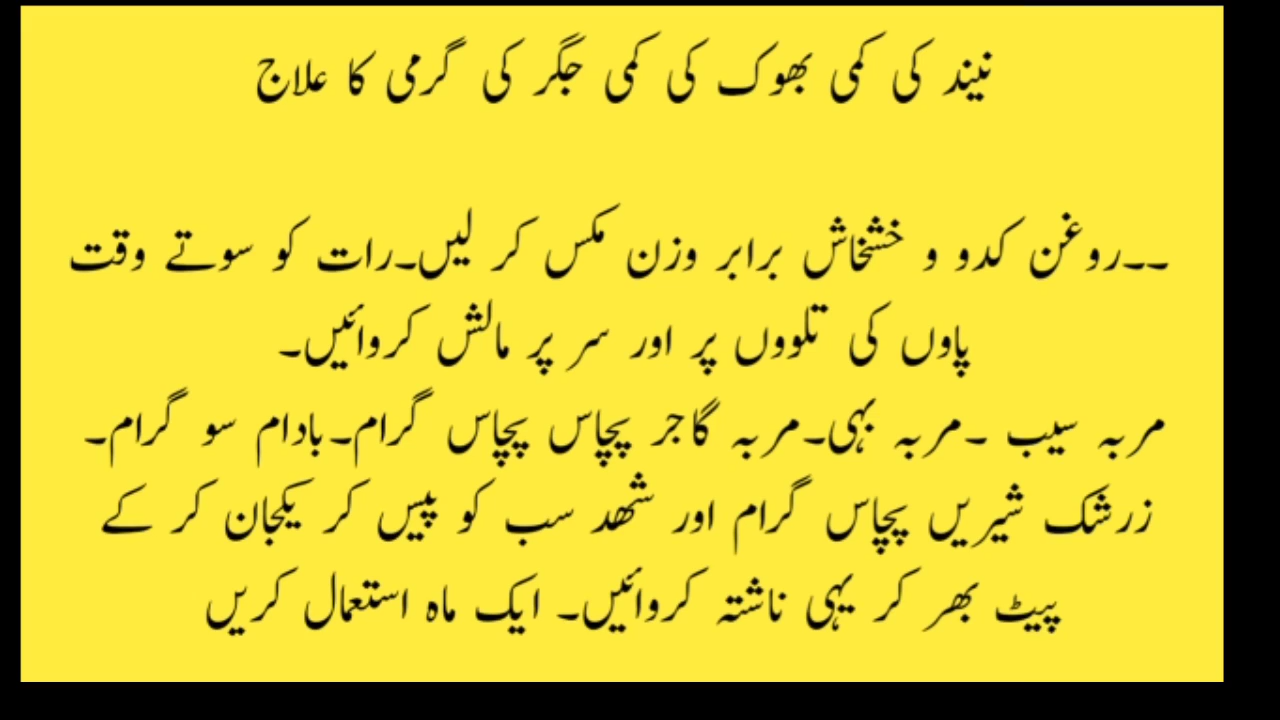 نیند کی کمی بھوک کی کمی جگر کی گرمی کا علاج
۔۔روغن کدو و خشخاش برابر وزن مکس کر لیں۔رات کو سوتے وقت
پاوں کی تلووں پر اور سر پر مالش کروائیں۔
مربہ سیب ۔مربہ بہی۔مربہ گاجر پچاس پچاس گرام۔بادام سو گرام۔
زرشک شیریں پچاس گرام اور شھد سب کو پیس کر یکجان کر کے
پیٹ بھر کر یہی ناشتہ کروائیں۔ ایک ماہ استعمال کریں